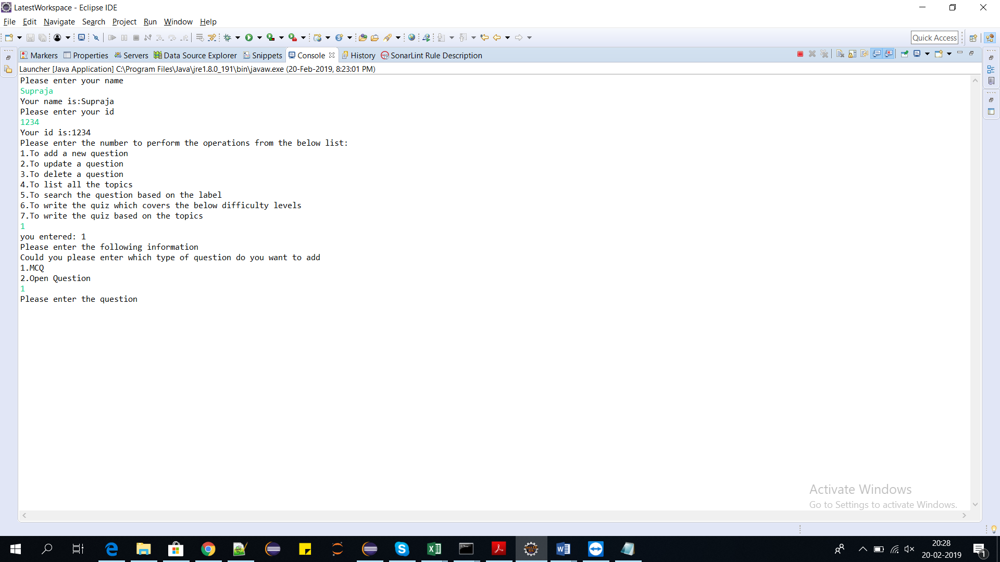 LatestWorkspace - Eclipse IDE
File Edit Navigate Search Project Run Window Help
Quick Access
Markers Properties Servers Data Source Explorer Snippets Console History SonarLint Rule Description
Launcher [Java Application] C:\Program Files\Java\jre1.8.0_191\bin\javaw.exe (20-Feb-2019, 8:23:01 PM)
Please enter your name
Supraja
Your name is:Supraja
Please enter your id
1234
Your id is:1234
Please enter the number to perform the operations from the below list:
1.To add a new question
2.To update a question
3.To delete a question
4.To list all the topics
5.To search the question based on the label
6.To write the quiz which covers the below difficulty levels
7.To write the quiz based on the topics
1
you entered: 1
Please enter the following information
Could you please enter which type of question do you want to add
1.MCQ
2.Open Question
1
Please enter the question
Activate Windows
Go to Settings to activate Windows.
20:28
20-02-2019
1